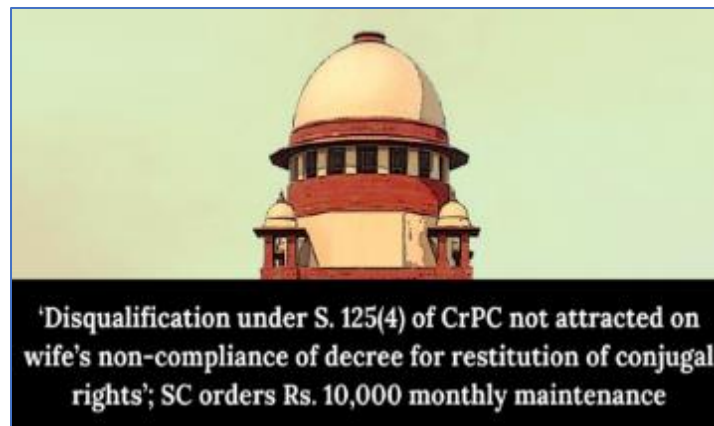 ‘Disqualification under S. 125(4) of CrPC not attracted on
wife’s non-compliance of decree for restitution of conjugal
rights’; SC orders Rs. 10,000 monthly maintenance